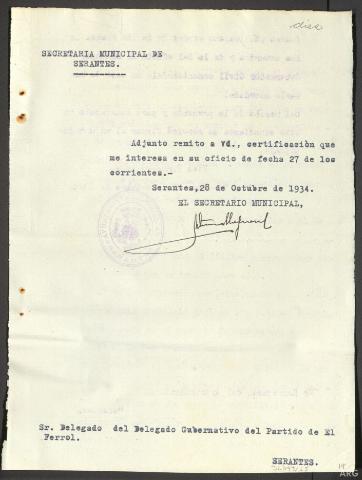 diez
SECRETARIA MUNICIPAL DE
SERANTES.
Adjunto remito a Vd., certificación que
me interesa en su oficio de fecha 27 de los
corrientes.-
Serantes,28 de Octubre de 1934.
EL SECRETARIO MUNICIPAL,
Sr. Delegado del Delegado Gubernativo del Partido de El
Ferrol.
SERANTES.
ARG